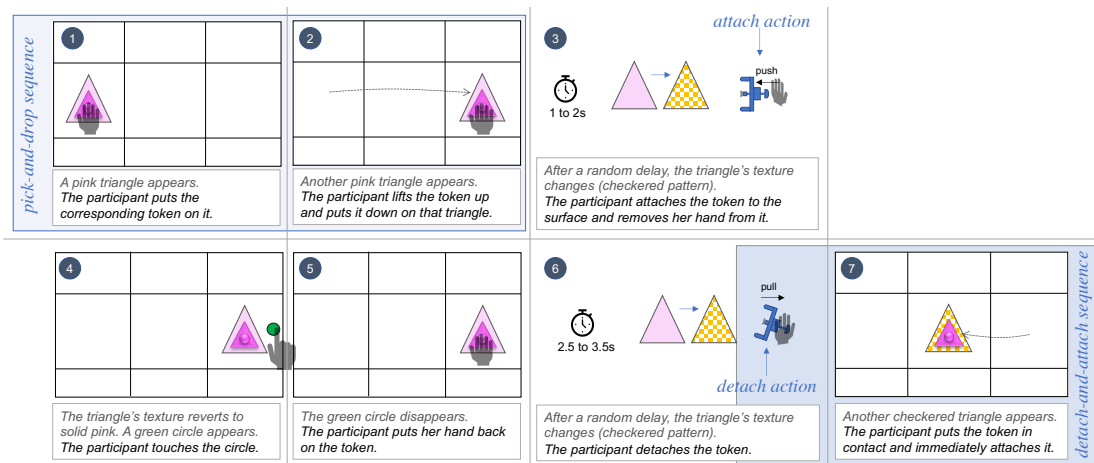 pick-and-drop sequence
1
A pink triangle appears.
The participant puts the
corresponding token on it.
2
Another pink triangle appears.
The participant lifts the token up
and puts it down on that triangle.
3
attach action
push
1 to 2s
After a random delay, the triangle's texture
changes (checkered pattern).
The participant attaches the token to the
surface and removes her hand from it.
4
The triangle's texture reverts to
solid pink. A green circle appears.
The participant touches the circle.
5
The green circle disappears.
The participant puts her hand back
on the token.
6
pull
2.5 to 3.5s
detach action
After a random delay, the triangle's texture
changes (checkered pattern).
The participant detaches the token.
7
Another checkered triangle appears.
The participant puts the token in
contact and immediately attaches it.
detach-and-attach sequence